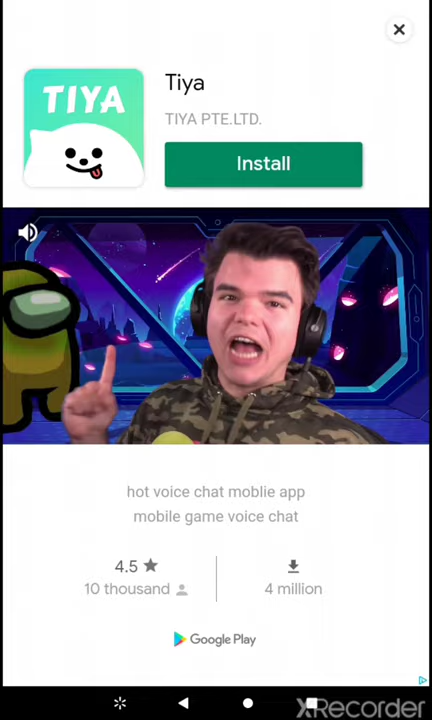 TIYA
Tiya
TIYA PTE.LTD.
Install
hot voice chat moblie app
mobile game voice chat
4.5
10 thousand
4 million
Google Play
XRecorder